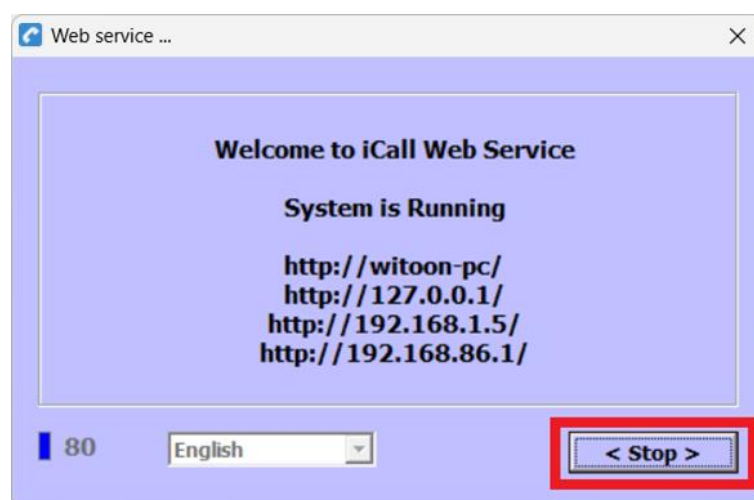 Web service ...
Welcome to iCall Web Service
System is Running
http://witoon-pc/
http://127.0.0.1/
http://192.168.1.5/
http://192.168.86.1/
80
English
< Stop >